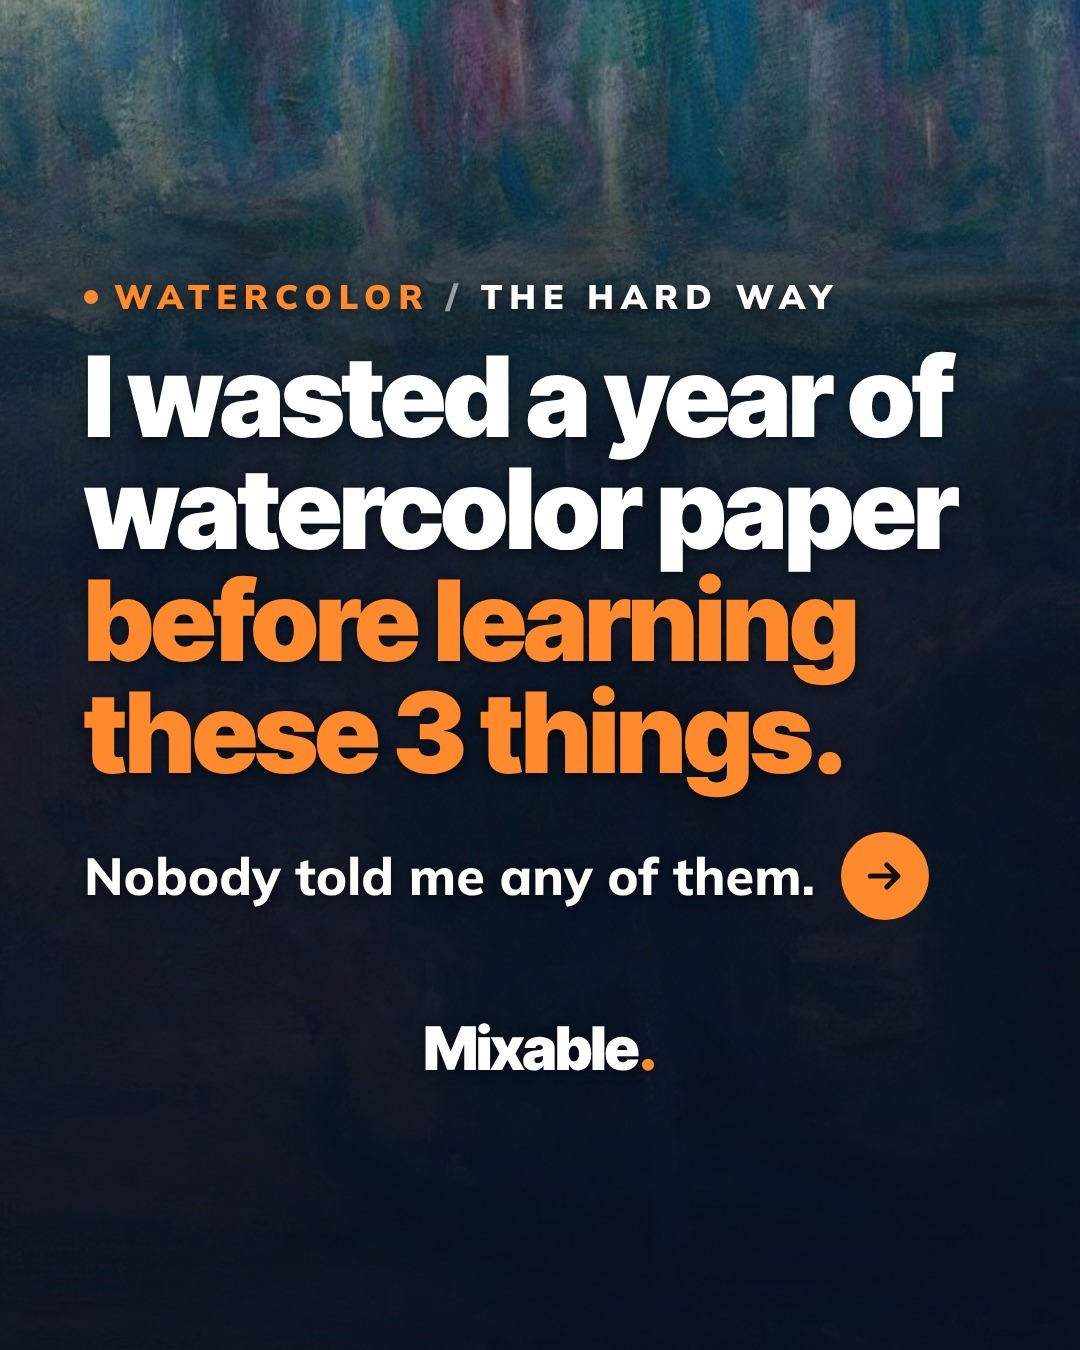 • WATERCOLOR / THE HARD WAY
I wasted a year of
watercolor paper
before learning
these 3 things.
Nobody told me any of them. →
Mixable.